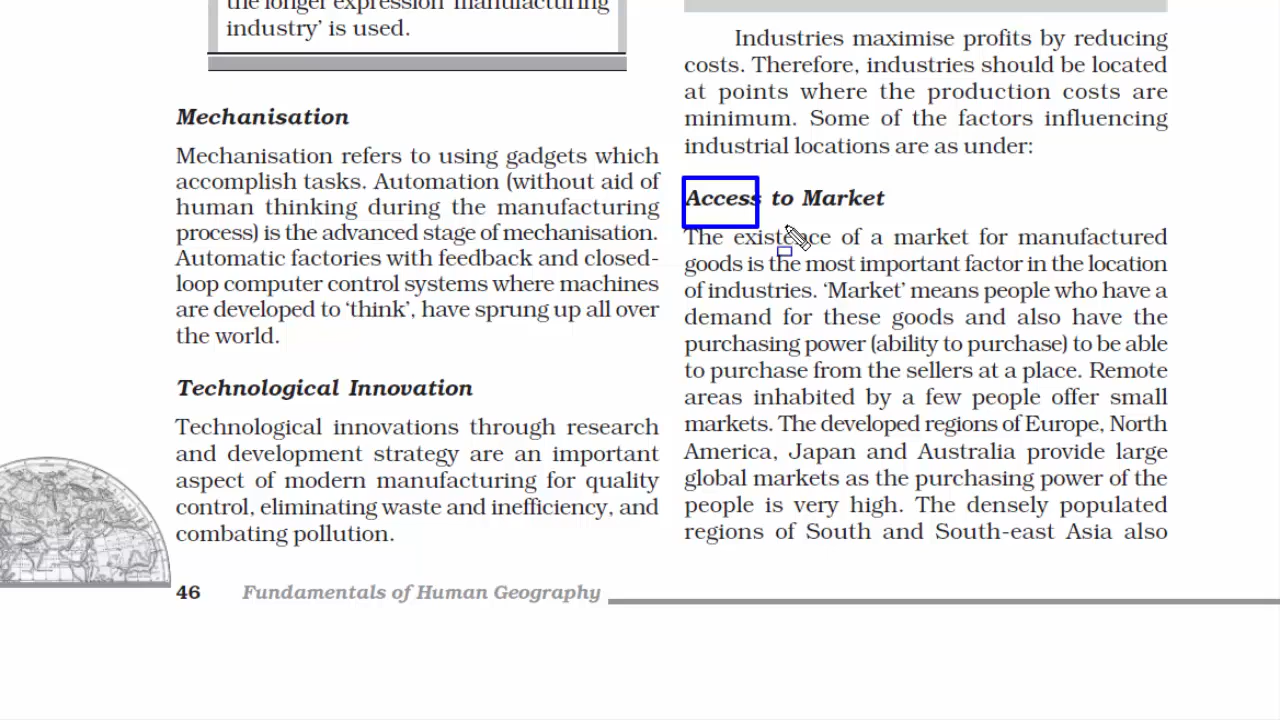 the longer expression 'manufacturing
industry' is used.
Mechanisation
Mechanisation refers to using gadgets which
accomplish tasks. Automation (without aid of
human thinking during the manufacturing
process) is the advanced stage of mechanisation.
Automatic factories with feedback and closed-
loop computer control systems where machines
are developed to 'think', have sprung up all over
the world.
Technological Innovation
Technological innovations through research
and development strategy are an important
aspect of modern manufacturing for quality
control, eliminating waste and inefficiency, and
combating pollution.
Industries maximise profits by reducing
costs. Therefore, industries should be located
at points where the production costs are
minimum. Some of the factors influencing
industrial locations are as under:
Access to Market
The existence of a market for manufactured
goods is the most important factor in the location
of industries. 'Market' means people who have a
demand for these goods and also have the
purchasing power (ability to purchase) to be able
to purchase from the sellers at a place. Remote
areas inhabited by a few people offer small
markets. The developed regions of Europe, North
America, Japan and Australia provide large
global markets as the purchasing power of the
people is very high. The densely populated
regions of South and South-east Asia also
46 Fundamentals of Human Geography